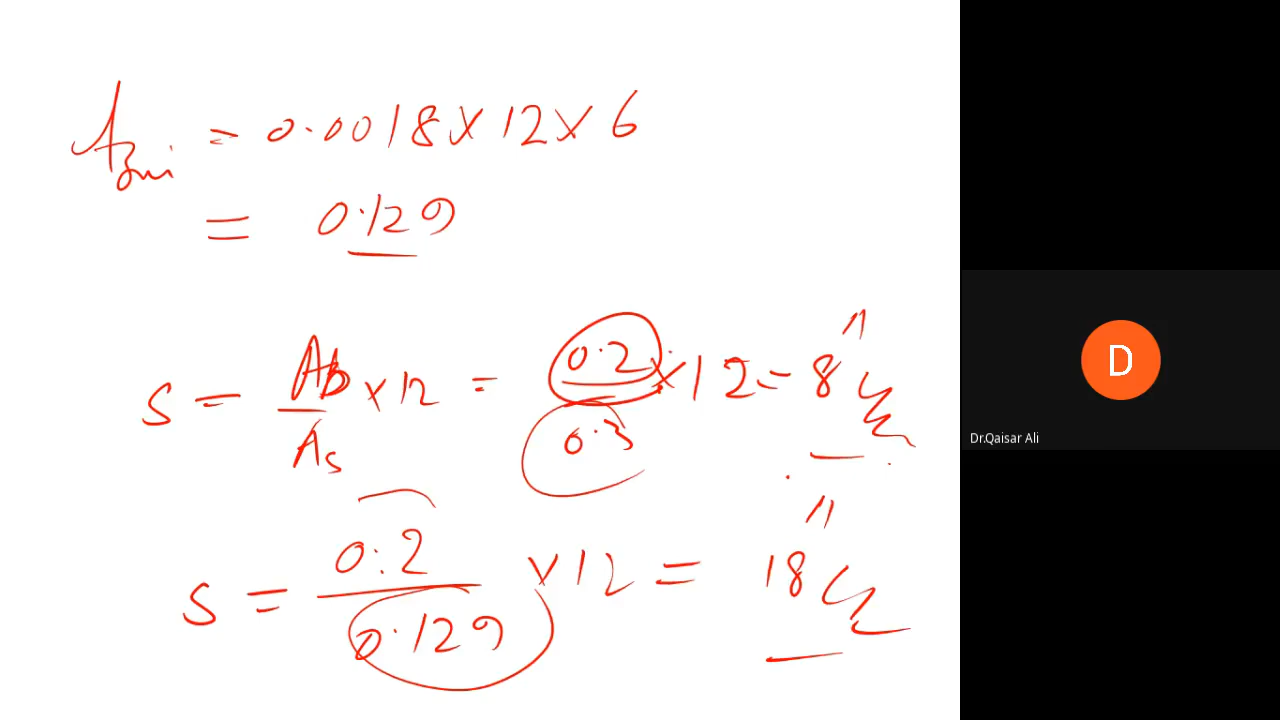 Asmin = 0.0018 × 12 × 6
= 0.129
S = Ab/As × 12 = 0.2/0.3 × 12 = 8" c/c
S = 0.2/0.129 × 12 = 18" c/c
D
Dr.Qaisar Ali